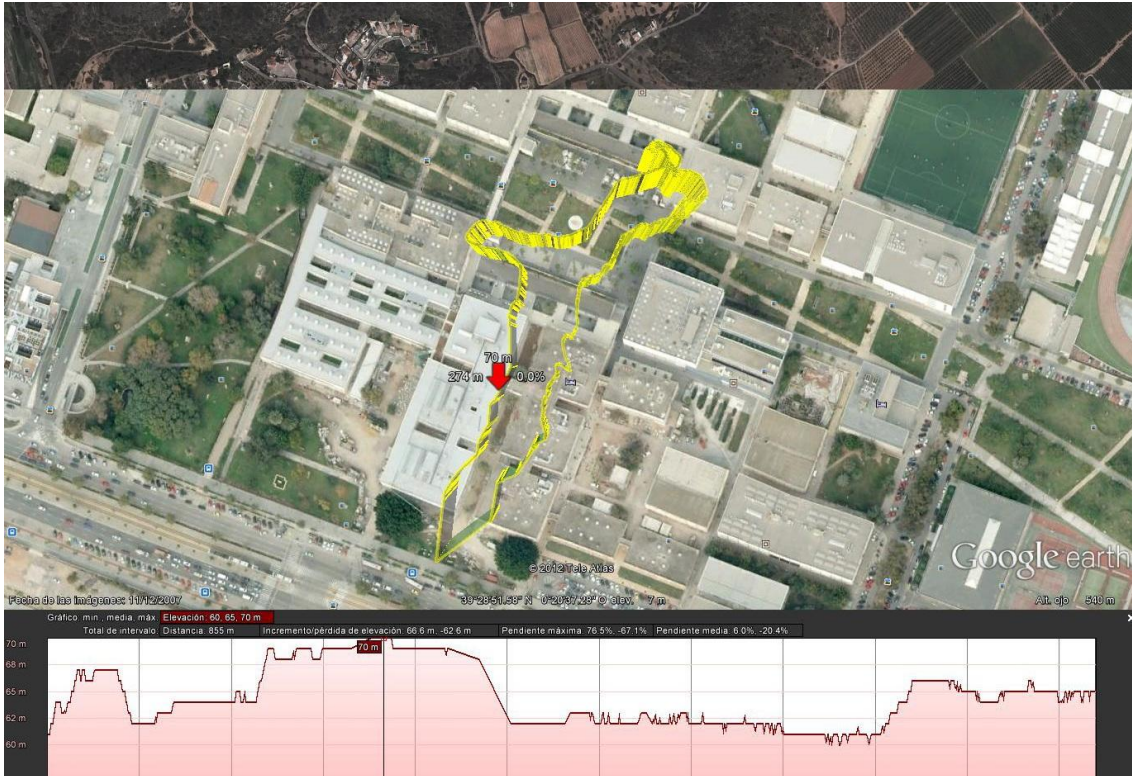 70 m
274 m
0.0%
© 2012 Tele Atlas
Google earth
Fecha de las imágenes: 11/12/2007
39°28'51.58" N 0°20'37.28" O elev. 7 m
Alt. ojo 540 m
Gráfico: min., media, máx. Elevación: 60, 65, 70 m
Total de intervalo: Distancia: 855 m Incremento/pérdida de elevación: 66.6 m, -62.6 m Pendiente máxima: 76.5%, -67.1% Pendiente media: 6.0%, -20.4%
70 m
70 m
68 m
65 m
62 m
60 m